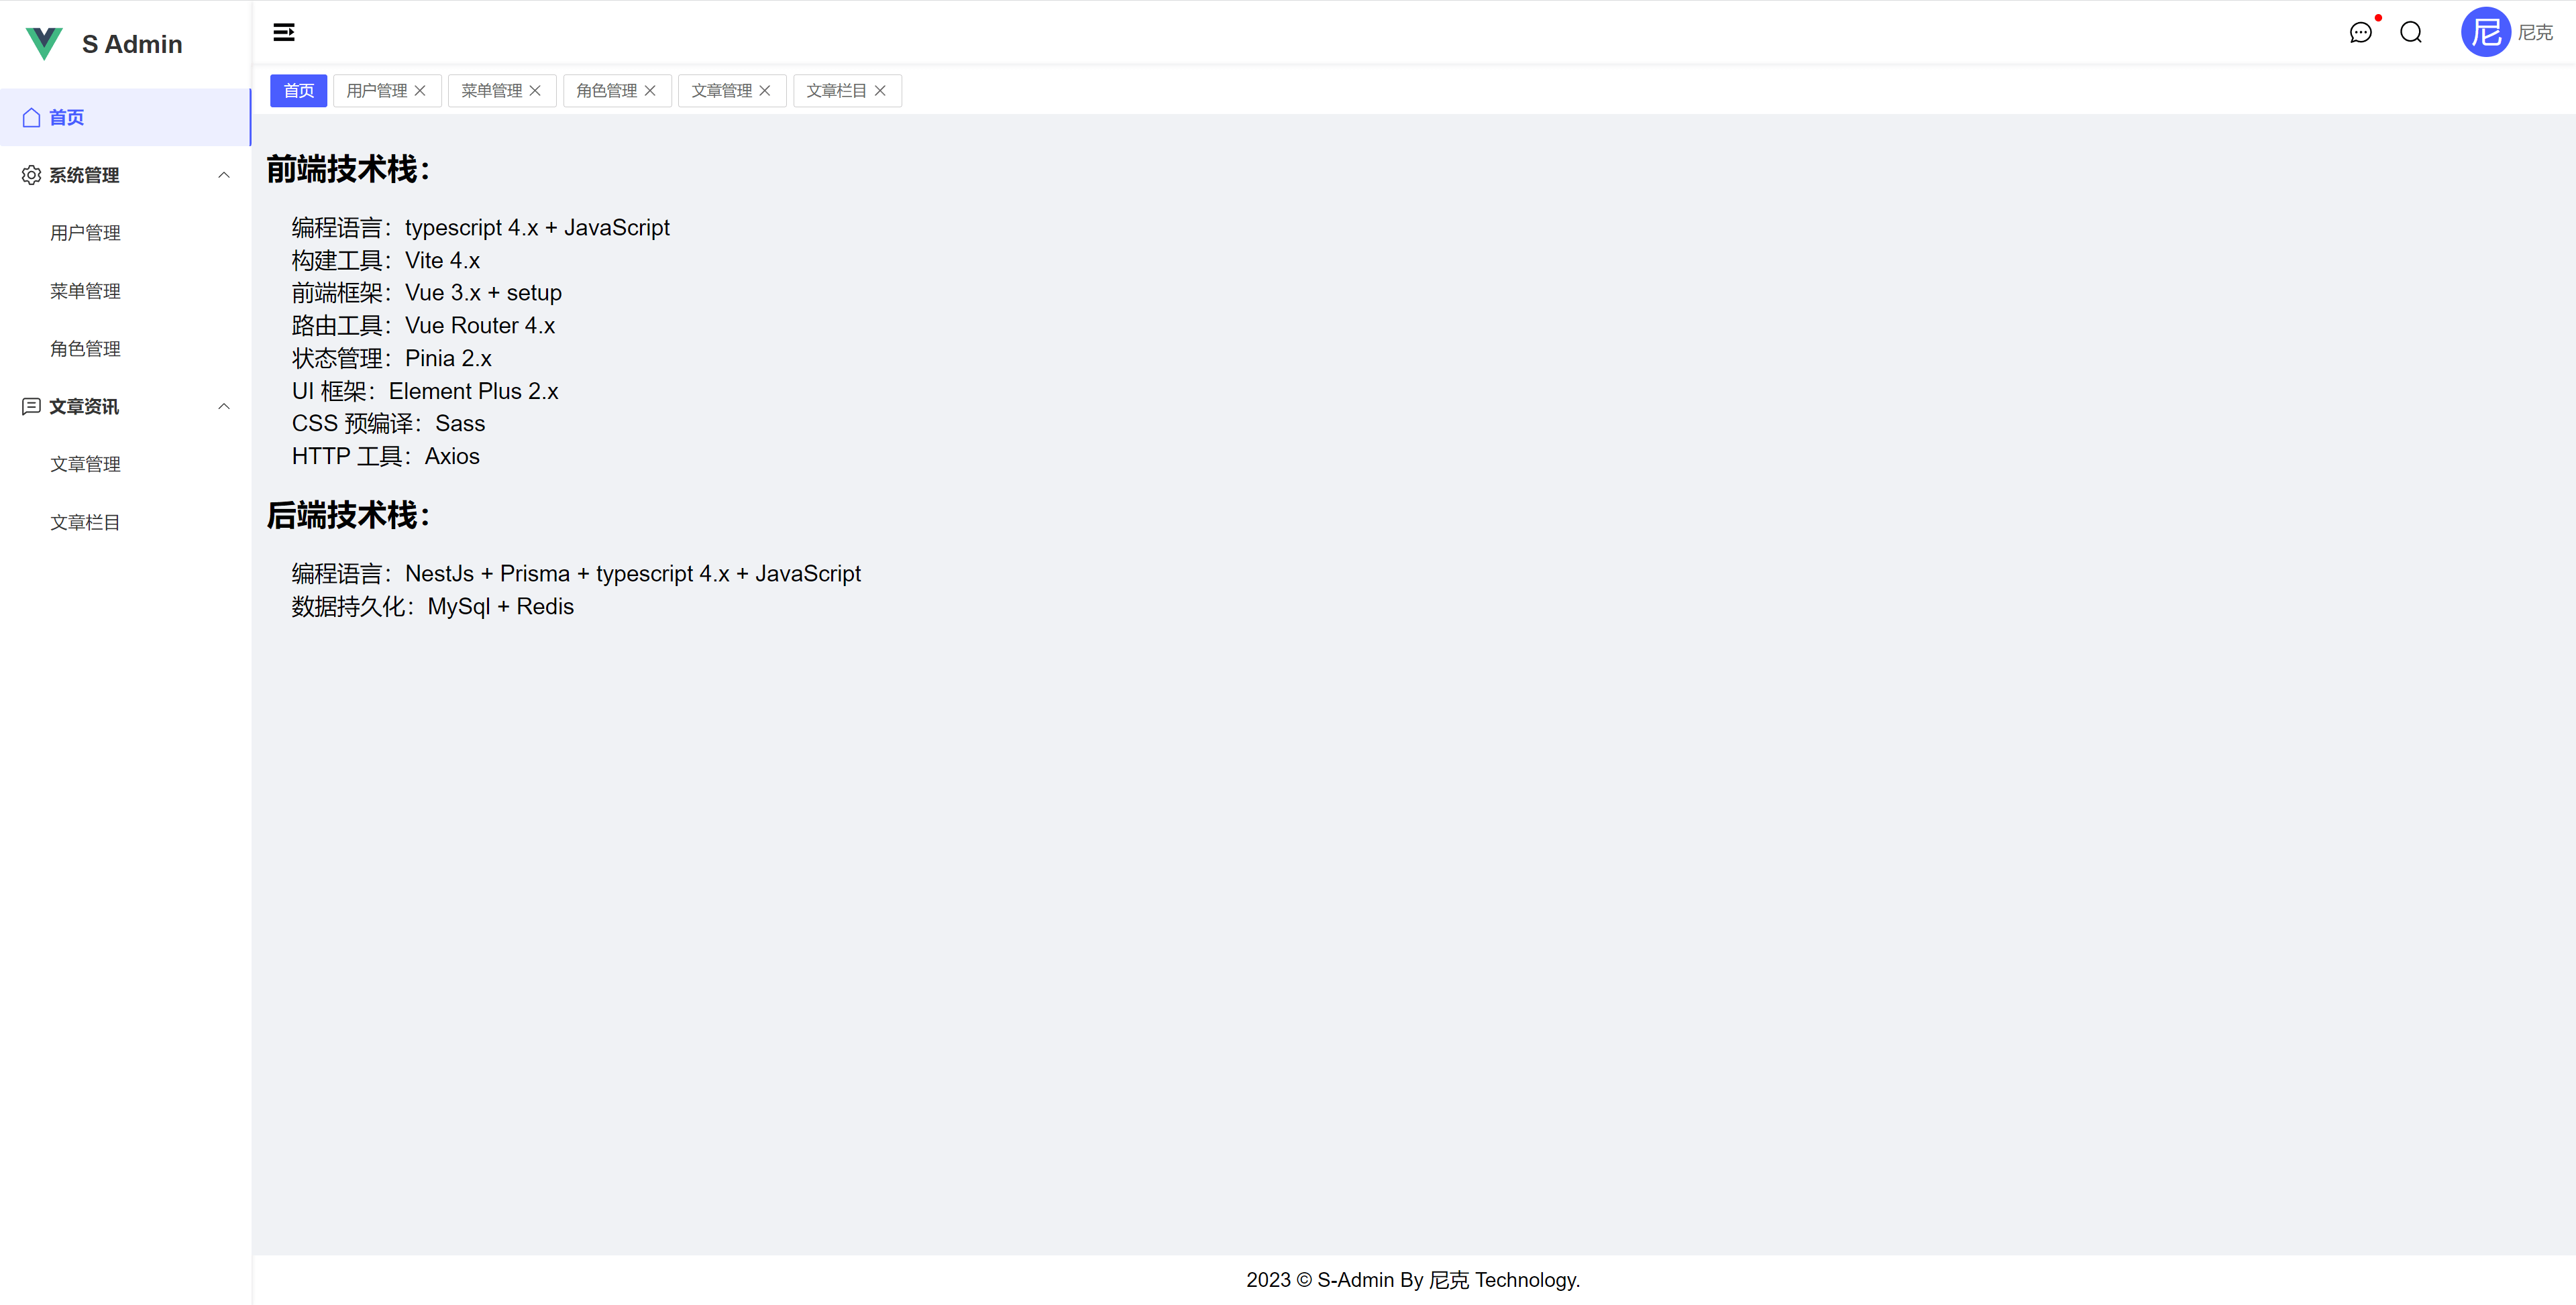 S Admin
首页
系统管理
用户管理
菜单管理
角色管理
文章资讯
文章管理
文章栏目
尼 尼克
首页 用户管理 菜单管理 角色管理 文章管理 文章栏目
前端技术栈：
编程语言：typescript 4.x + JavaScript
构建工具：Vite 4.x
前端框架：Vue 3.x + setup
路由工具：Vue Router 4.x
状态管理：Pinia 2.x
UI 框架：Element Plus 2.x
CSS 预编译：Sass
HTTP 工具：Axios
后端技术栈：
编程语言：NestJs + Prisma + typescript 4.x + JavaScript
数据持久化：MySql + Redis
2023 © S-Admin By 尼克 Technology.